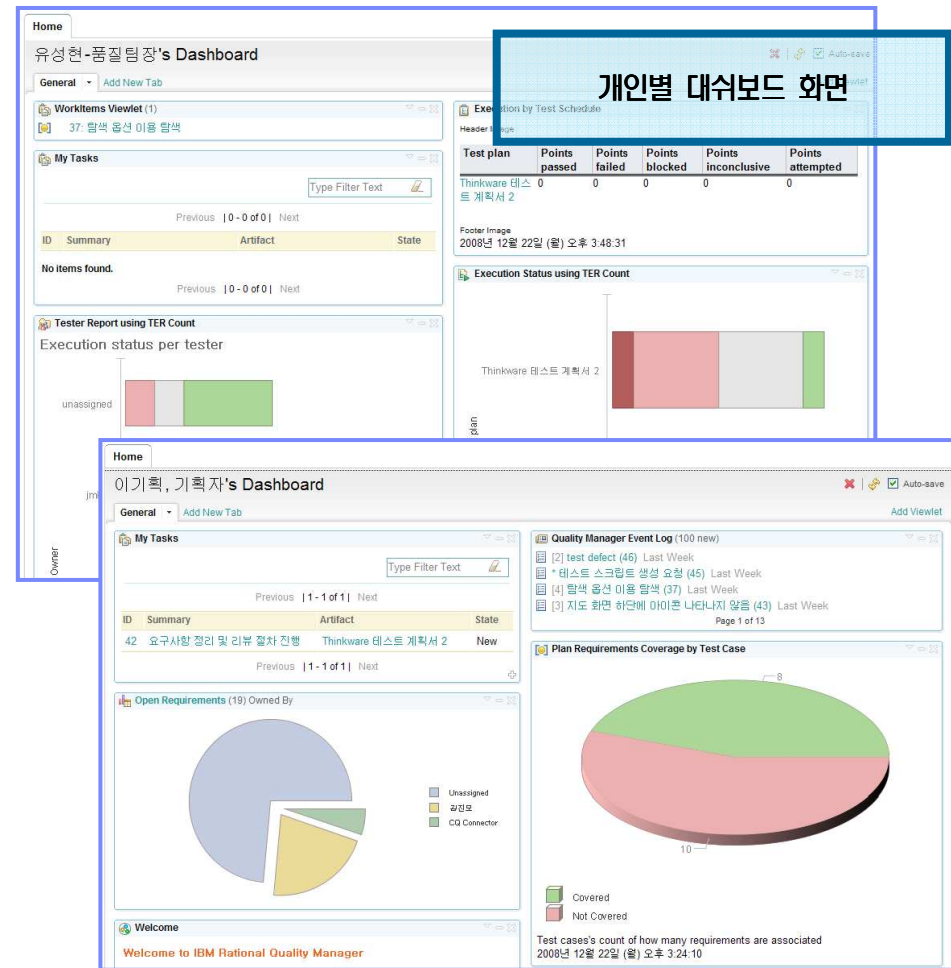 Home
유성현-품질팀장's Dashboard
Auto-save
개인별 대쉬보드 화면
General Add New Tab
WorkItems Viewlet (1)
37: 탐색 옵션 이용 탐색
My Tasks
Type Filter Text
Previous | 0 - 0 of 0 | Next
ID Summary Artifact State
No items found.
Previous | 0 - 0 of 0 | Next
Tester Report using TER Count
Execution status per tester
unassigned
Owner
Execution by Test Schedule
Header Image
Test plan Points passed Points failed Points blocked Points inconclusive Points attempted
Thinkware 테스트 계획서 2 0 0 0 0 0
Footer Image
2008년 12월 22일 (월) 오후 3:48:31
Execution Status using TER Count
Thinkware 테스트 계획서 2
plan
Home
이기획, 기획자's Dashboard
Auto-save
General Add New Tab
Add Viewlet
My Tasks
Type Filter Text
Previous | 1 - 1 of 1 | Next
ID Summary Artifact State
42 요구사항 정리 및 리뷰 절차 진행 Thinkware 테스트 계획서 2 New
Previous | 1 - 1 of 1 | Next
Open Requirements (19) Owned By
Unassigned
CQ Connector
Welcome
Welcome to IBM Rational Quality Manager
Quality Manager Event Log (100 new)
[2] test defect (46) Last Week
* 테스트 스크립트 생성 요청 (45) Last Week
[4] 탐색 옵션 이용 탐색 (37) Last Week
[3] 지도 화면 하단에 아이콘 나타나지 않음 (43) Last Week
Page 1 of 13
Plan Requirements Coverage by Test Case
8
10
Covered
Not Covered
Test cases's count of how many requirements are associated
2008년 12월 22일 (월) 오후 3:24:10